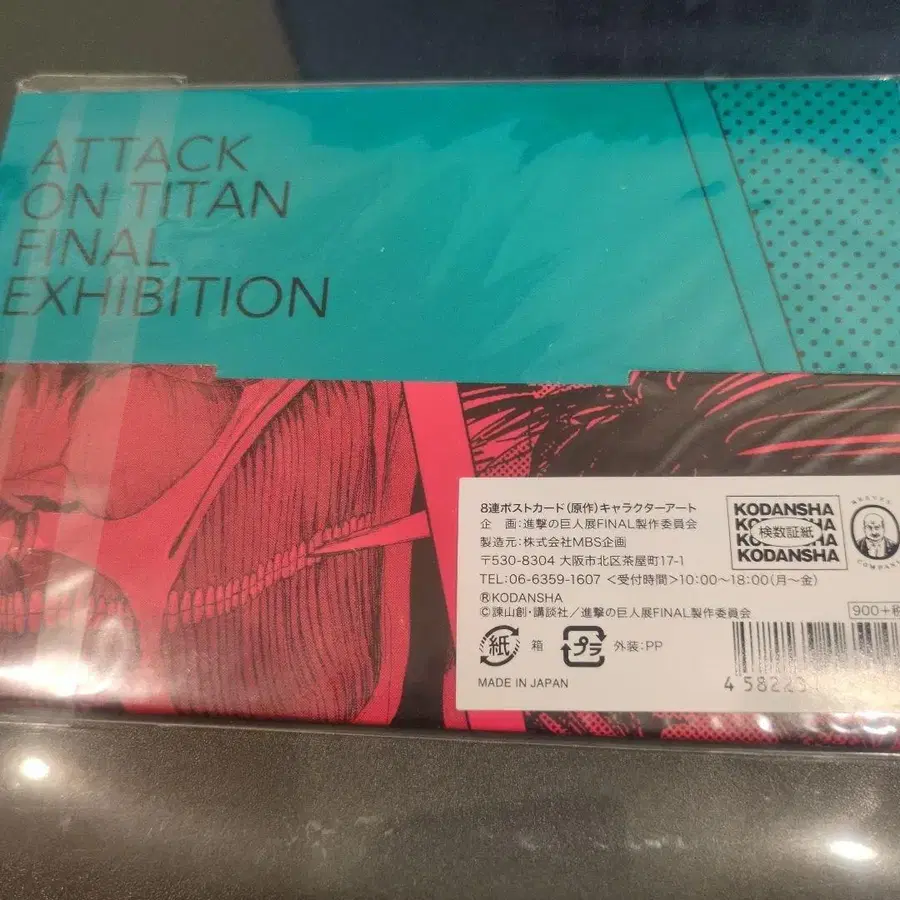 ATTACK
ON TITAN
FINAL
EXHIBITION
8連ポストカード(原作)キャラクターアート
企　画:進撃の巨人展FINAL製作委員会
製造元:株式会社MBS企画
〒530-8304 大阪市北区茶屋町17-1
TEL:06-6359-1607 <受付時間>10:00~18:00(月~金)
ⓇKODANSHA
©諫山創・講談社/進撃の巨人展FINAL製作委員会
紙 箱 プラ 外装:PP
MADE IN JAPAN
KODANSHA
検数証紙
KODANSHA
REEVES
COMPANY
900+税
4 58223